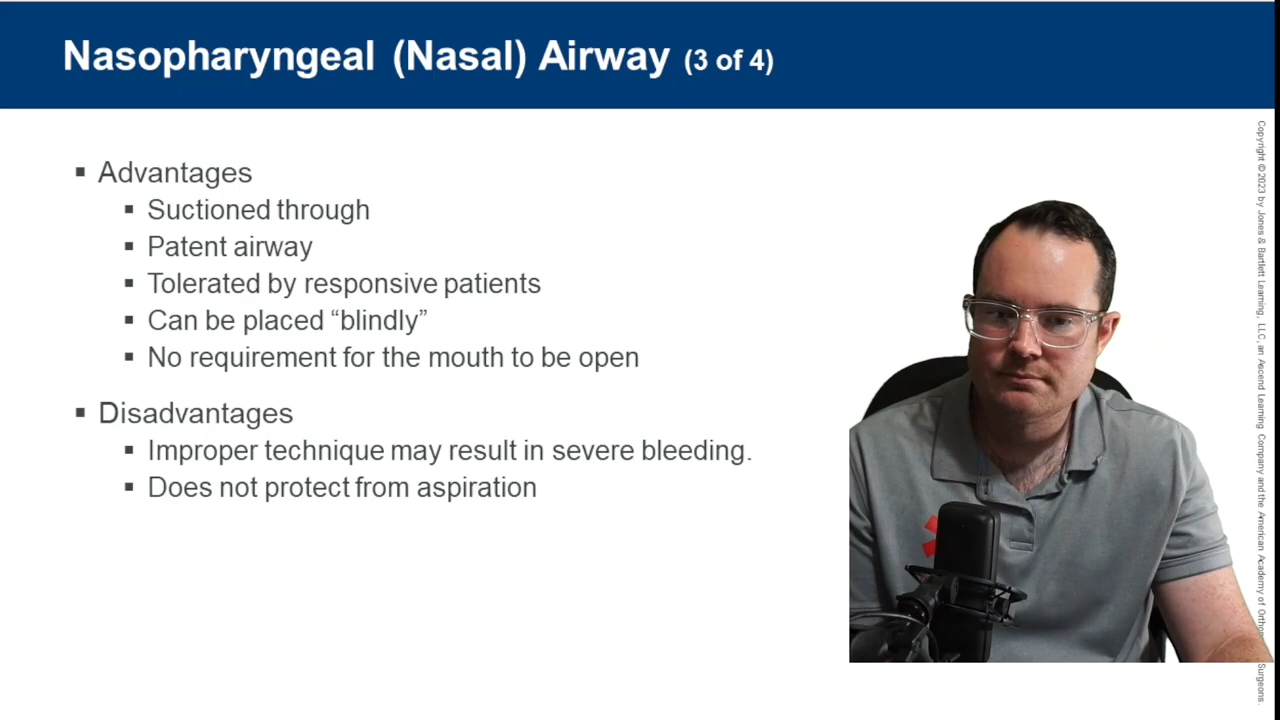 Nasopharyngeal (Nasal) Airway (3 of 4)
Advantages
Suctioned through
Patent airway
Tolerated by responsive patients
Can be placed “blindly”
No requirement for the mouth to be open
Disadvantages
Improper technique may result in severe bleeding.
Does not protect from aspiration
Copyright © 2023 by Jones & Bartlett Learning, LLC, an Ascend Learning Company and the American Academy of Surgeons.